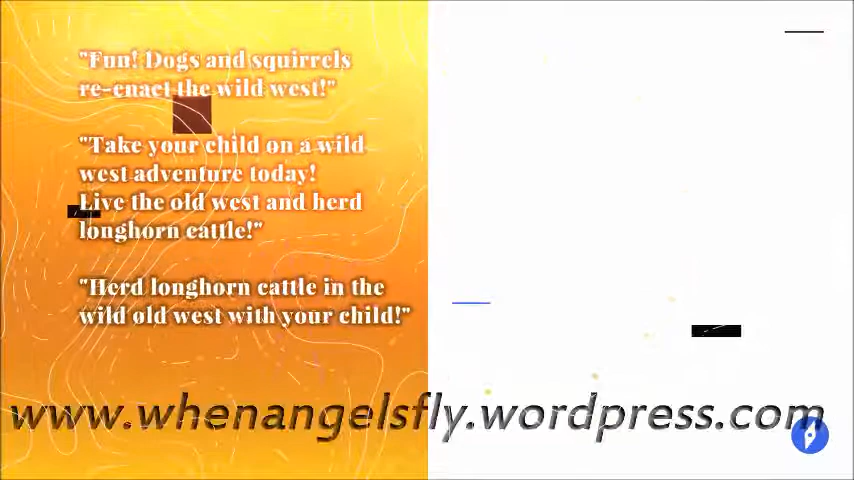 "Fun! Dogs and squirrels
re-enact the wild west!"
"Take your child on a wild
west adventure today!
Live the old west and herd
longhorn cattle!"
"Herd longhorn cattle in the
wild old west with your child!"
www.whenangelsfly.wordpress.com